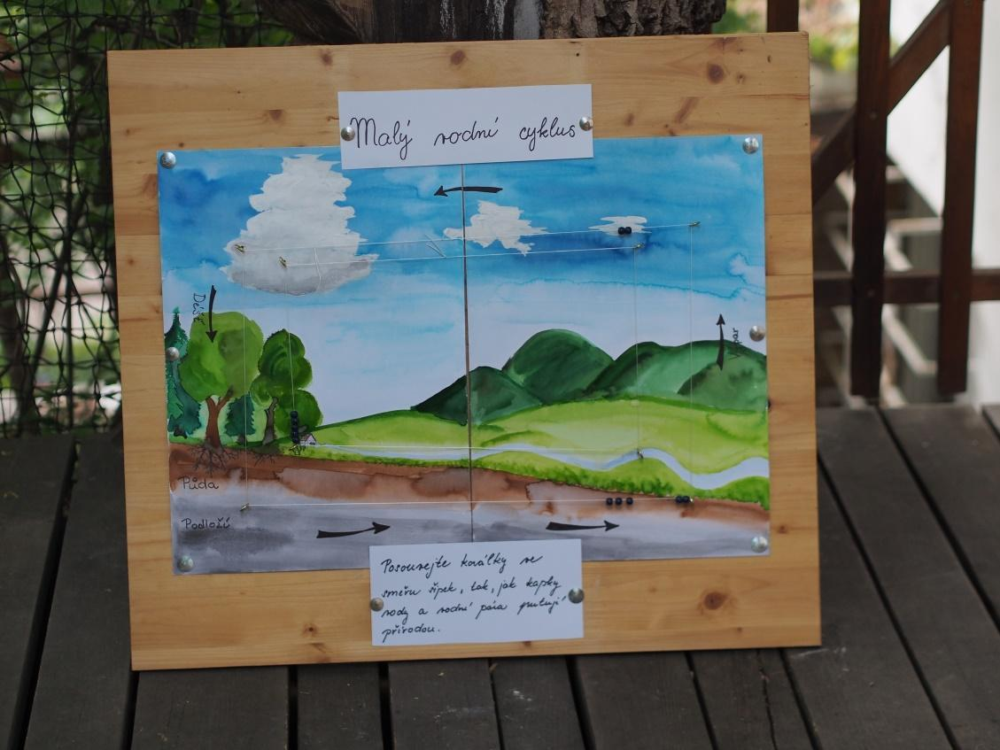 Malý vodní cyklus
Déšť
Půda
Podloží
Posouvejte korálky ve
směru šipek, tak, jak kapky
vody a vodní pára putují
přírodou.